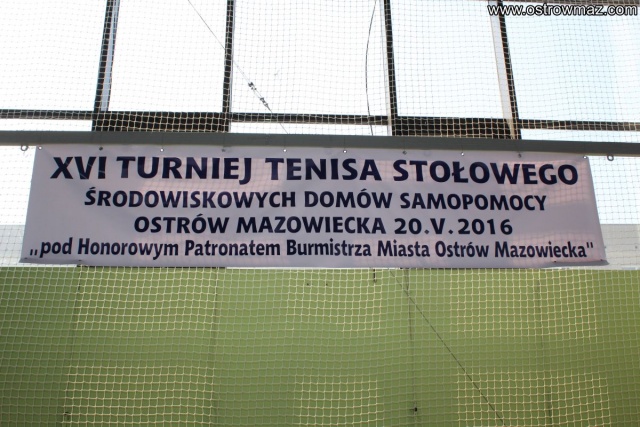 www.ostrowmaz.com
XVI TURNIEJ TENISA STOŁOWEGO
ŚRODOWISKOWYCH DOMÓW SAMOPOMOCY
OSTRÓW MAZOWIECKA 20.V.2016
„pod Honorowym Patronatem Burmistrza Miasta Ostrów Mazowiecka"